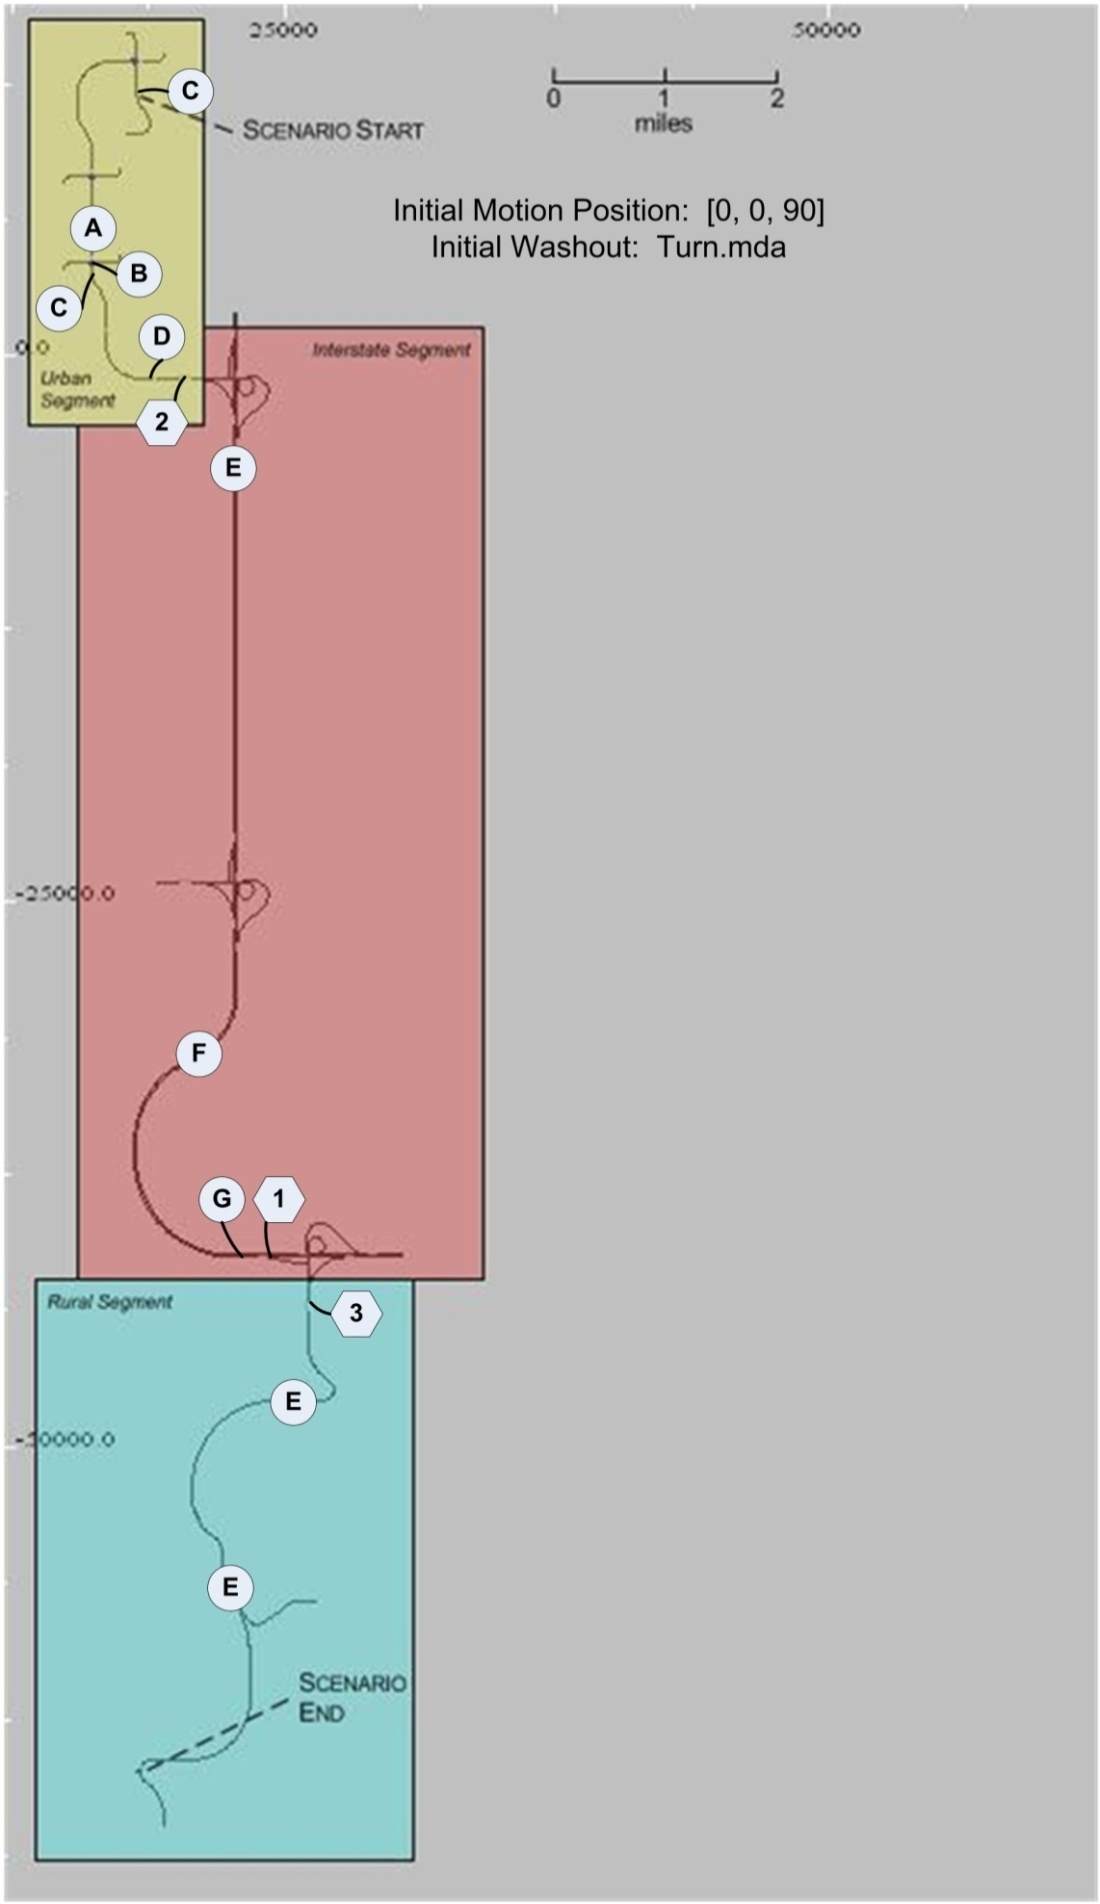 25000
50000
C
0 1 2
miles
SCENARIO START
Initial Motion Position: [0, 0, 90]
Initial Washout: Turn.mda
A
B
C
D
0.0
Interstate Segment
Urban
Segment
2
E
-25000.0
F
G
1
Rural Segment
3
E
-50000.0
E
SCENARIO
END